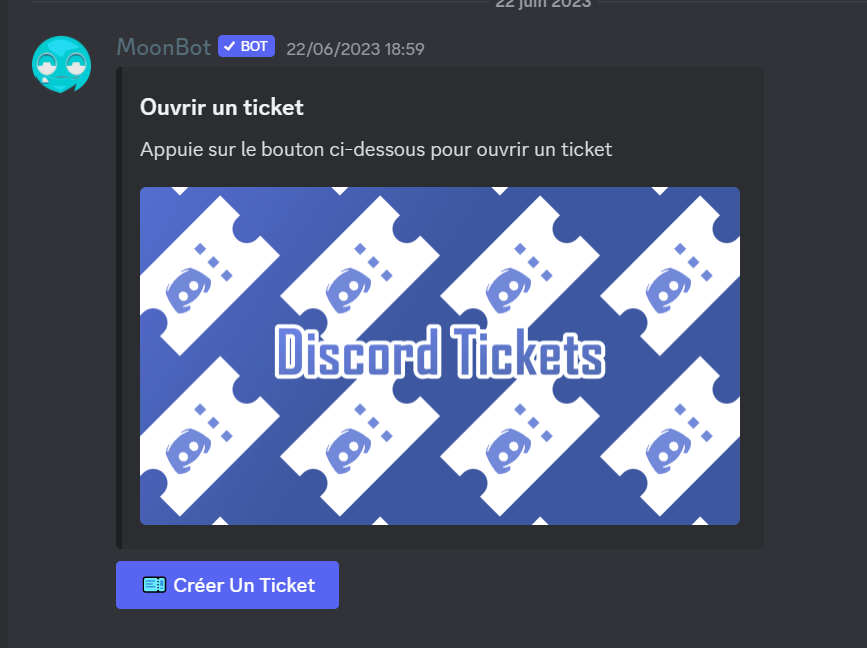 22 juin 2023
MoonBot BOT 22/06/2023 18:59
Ouvrir un ticket
Appuie sur le bouton ci-dessous pour ouvrir un ticket
Discord Tickets
Créer Un Ticket